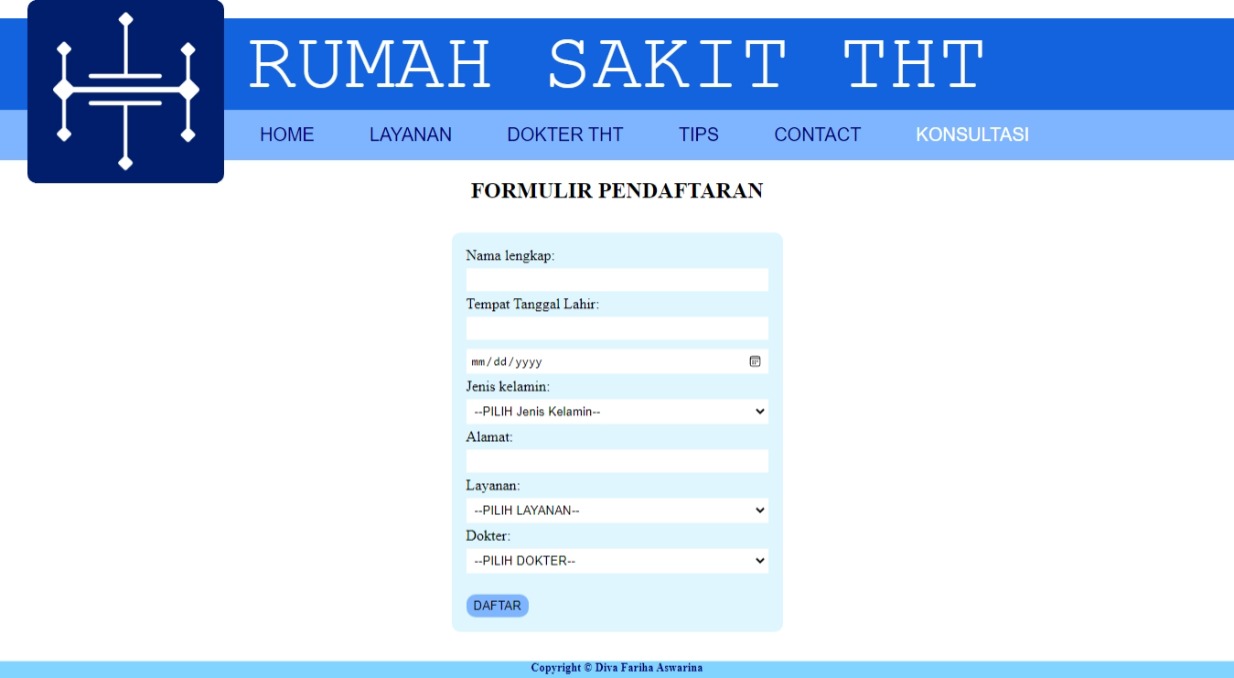 RUMAH SAKIT THT
HOME LAYANAN DOKTER THT TIPS CONTACT KONSULTASI
FORMULIR PENDAFTARAN
Nama lengkap:
Tempat Tanggal Lahir:
mm/dd/yyyy
Jenis kelamin:
--PILIH Jenis Kelamin--
Alamat:
Layanan:
--PILIH LAYANAN--
Dokter:
--PILIH DOKTER--
DAFTAR
Copyright © Diva Fariha Aswarina